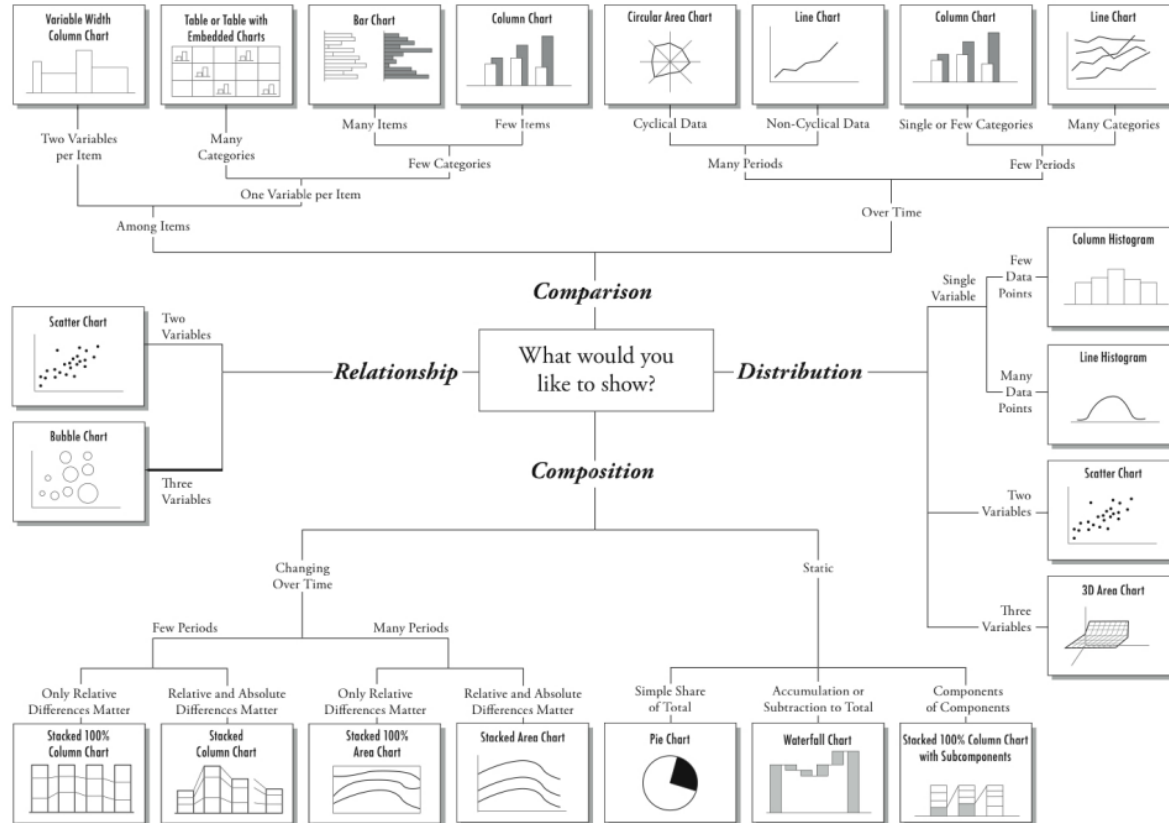 Variable Width
Column Chart
Table or Table with
Embedded Charts
Bar Chart
Column Chart
Circular Area Chart
Line Chart
Column Chart
Line Chart
Two Variables
per Item
Many
Categories
Many Items
Few Items
Cyclical Data
Non-Cyclical Data
Single or Few Categories
Many Categories
Few Categories
Many Periods
Few Periods
One Variable per Item
Among Items
Over Time
Comparison
What would you
like to show?
Relationship
Two
Variables
Scatter Chart
Three
Variables
Bubble Chart
Distribution
Single
Variable
Few
Data
Points
Column Histogram
Many
Data
Points
Line Histogram
Two
Variables
Scatter Chart
Three
Variables
3D Area Chart
Composition
Changing
Over Time
Static
Few Periods
Many Periods
Only Relative
Differences Matter
Relative and Absolute
Differences Matter
Only Relative
Differences Matter
Relative and Absolute
Differences Matter
Simple Share
of Total
Accumulation or
Subtraction to Total
Components
of Components
Stacked 100%
Column Chart
Stacked
Column Chart
Stacked 100%
Area Chart
Stacked Area Chart
Pie Chart
Waterfall Chart
Stacked 100% Column Chart
with Subcomponents